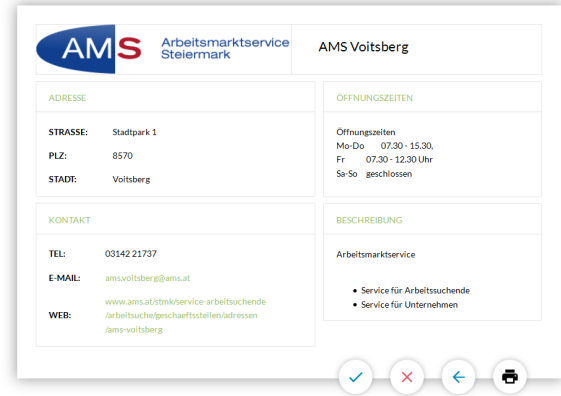 AMS
Arbeitsmarktservice
Steiermark
AMS Voitsberg
ADRESSE
STRASSE: Stadtpark 1
PLZ: 8570
STADT: Voitsberg
ÖFFNUNGSZEITEN
Öffnungszeiten
Mo-Do 07.30 - 15.30,
Fr 07.30 - 12.30 Uhr
Sa-So geschlossen
KONTAKT
TEL: 03142 21737
E-MAIL: ams.voitsberg@ams.at
WEB: www.ams.at/stmk/service-arbeitsuchende
/arbeitsuche/geschaeftsstellen/adressen
/ams-voitsberg
BESCHREIBUNG
Arbeitsmarktservice
• Service für Arbeitssuchende
• Service für Unternehmen